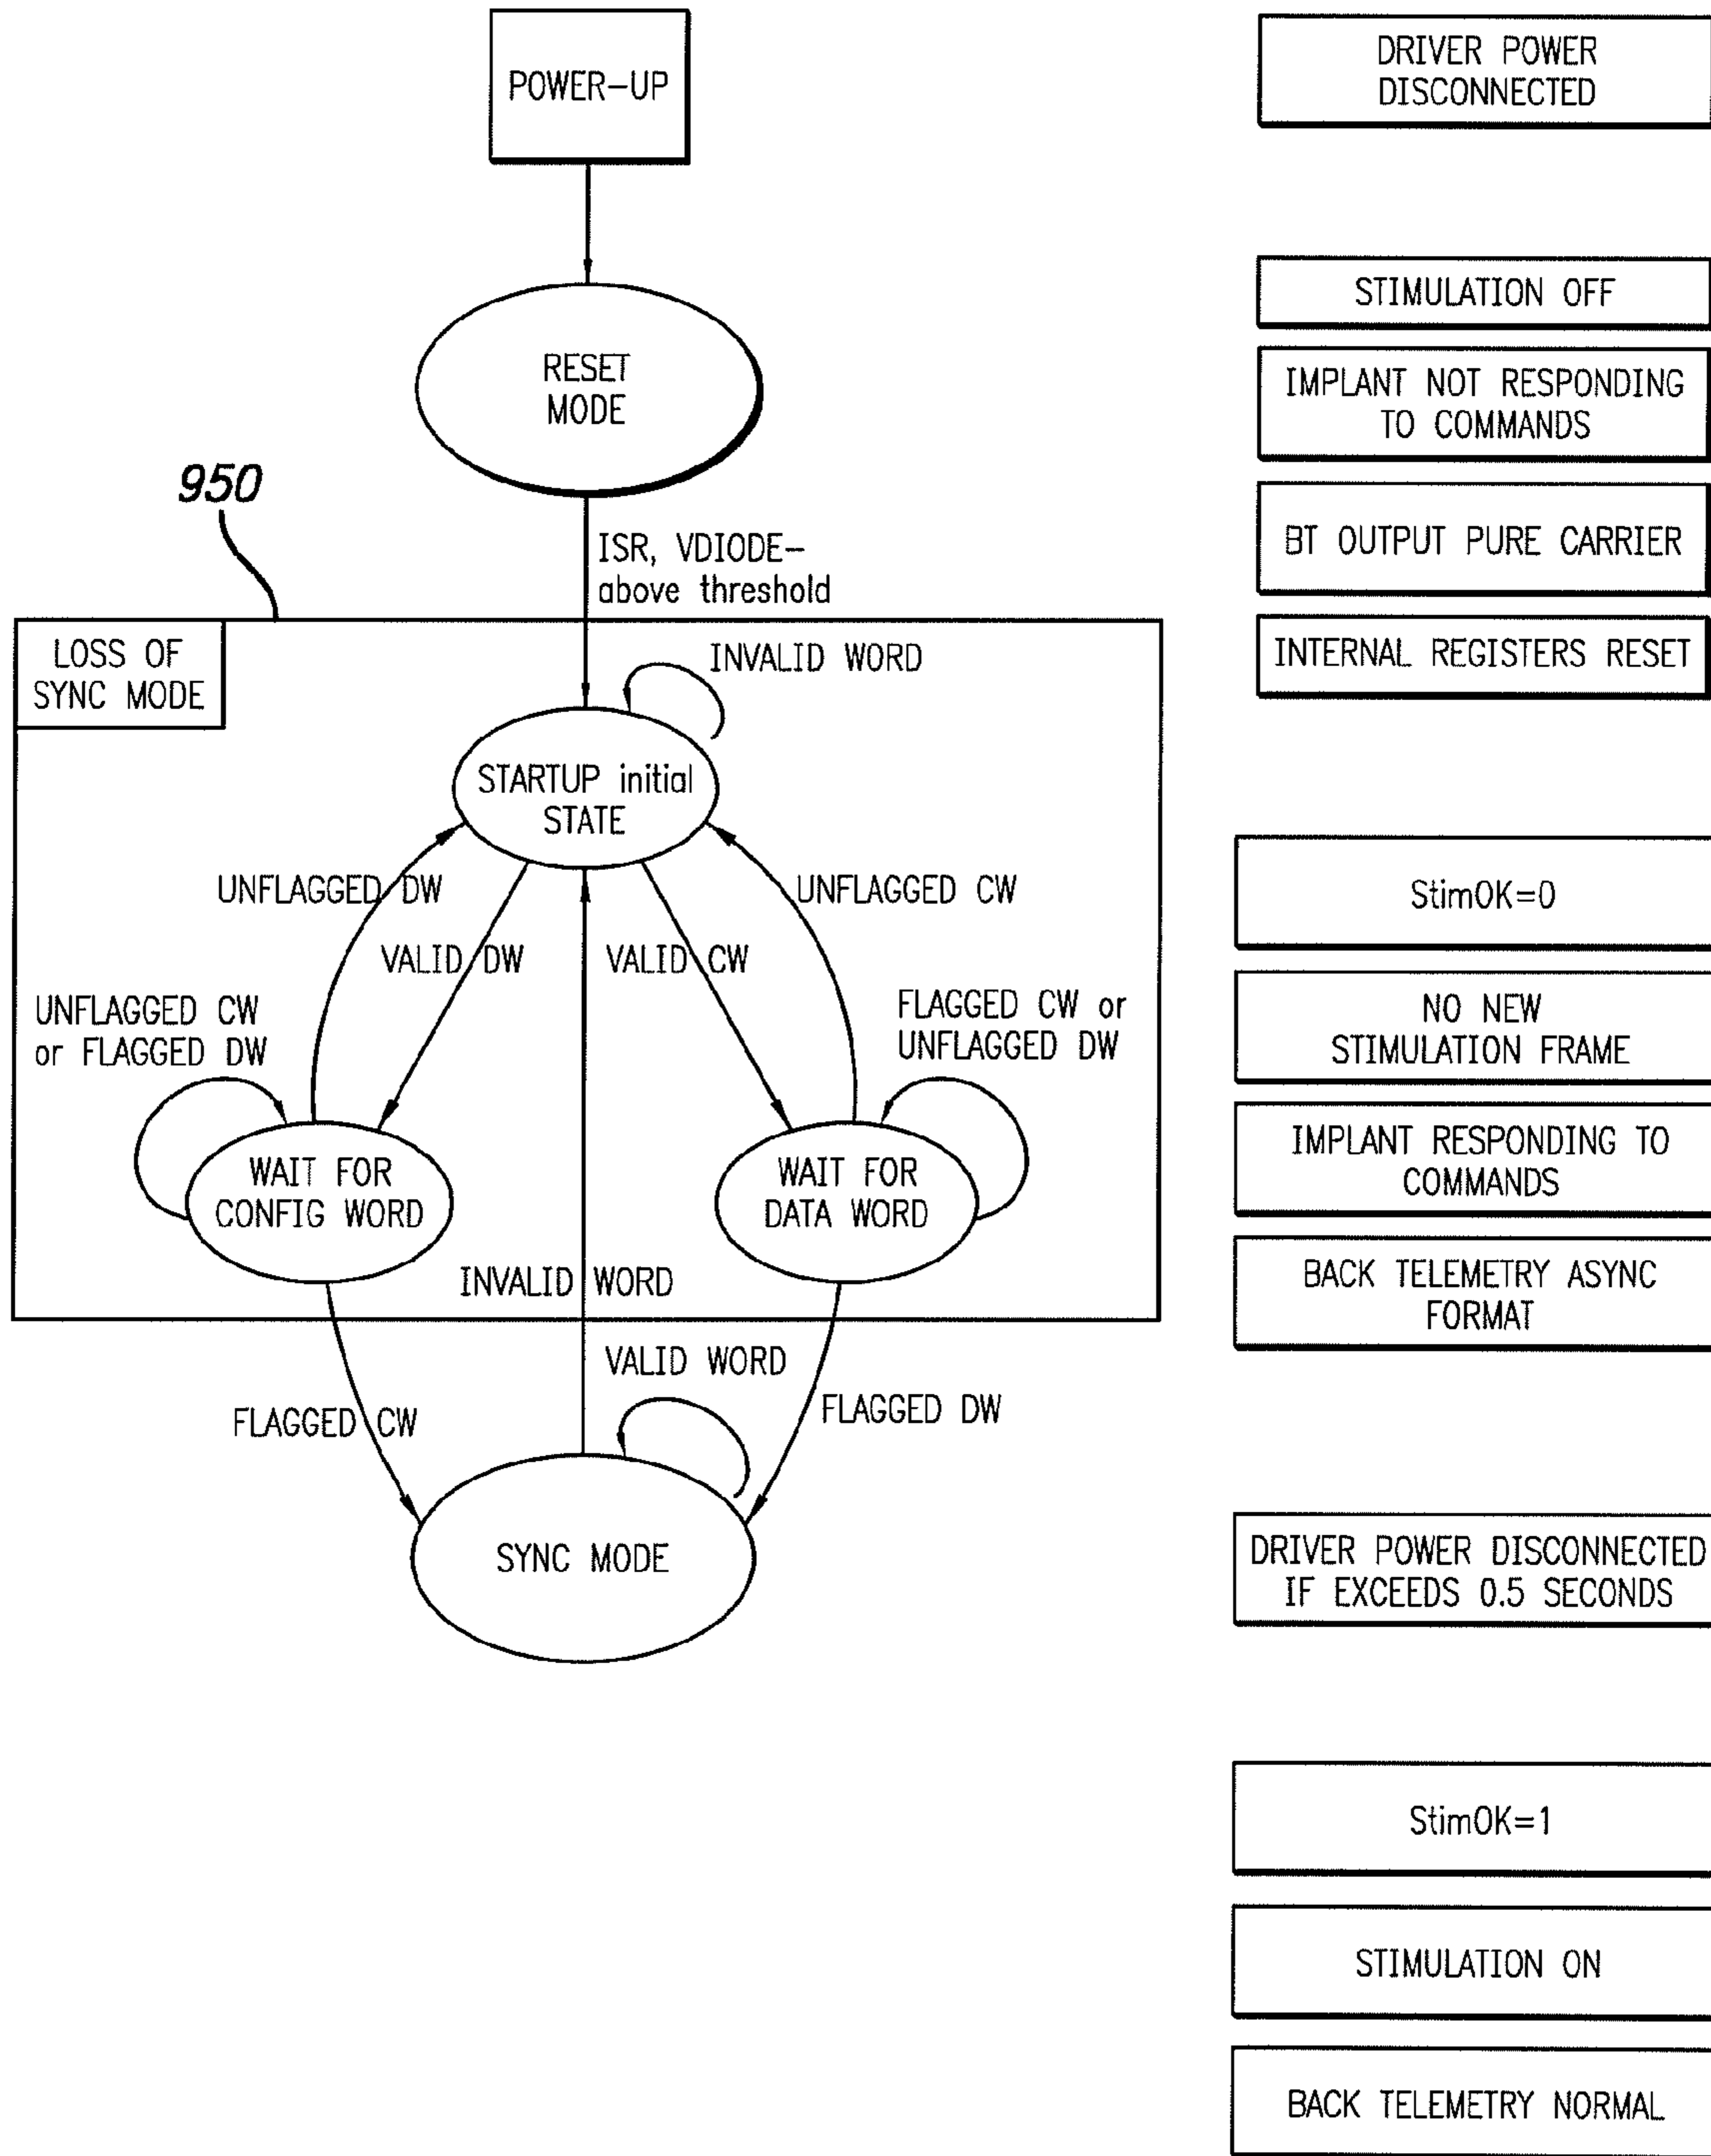 POWER-UP
RESET
MODE
950
ISR, VDIODE-
above threshold
LOSS OF
SYNC MODE
INVALID WORD
STARTUP initial
STATE
UNFLAGGED DW
UNFLAGGED CW
VALID DW
VALID CW
UNFLAGGED CW
or FLAGGED DW
FLAGGED CW or
UNFLAGGED DW
WAIT FOR
CONFIG WORD
WAIT FOR
DATA WORD
INVALID WORD
VALID WORD
FLAGGED CW
FLAGGED DW
SYNC MODE
DRIVER POWER
DISCONNECTED
STIMULATION OFF
IMPLANT NOT RESPONDING
TO COMMANDS
BT OUTPUT PURE CARRIER
INTERNAL REGISTERS RESET
StimOK=0
NO NEW
STIMULATION FRAME
IMPLANT RESPONDING TO
COMMANDS
BACK TELEMETRY ASYNC
FORMAT
DRIVER POWER DISCONNECTED
IF EXCEEDS 0.5 SECONDS
StimOK=1
STIMULATION ON
BACK TELEMETRY NORMAL